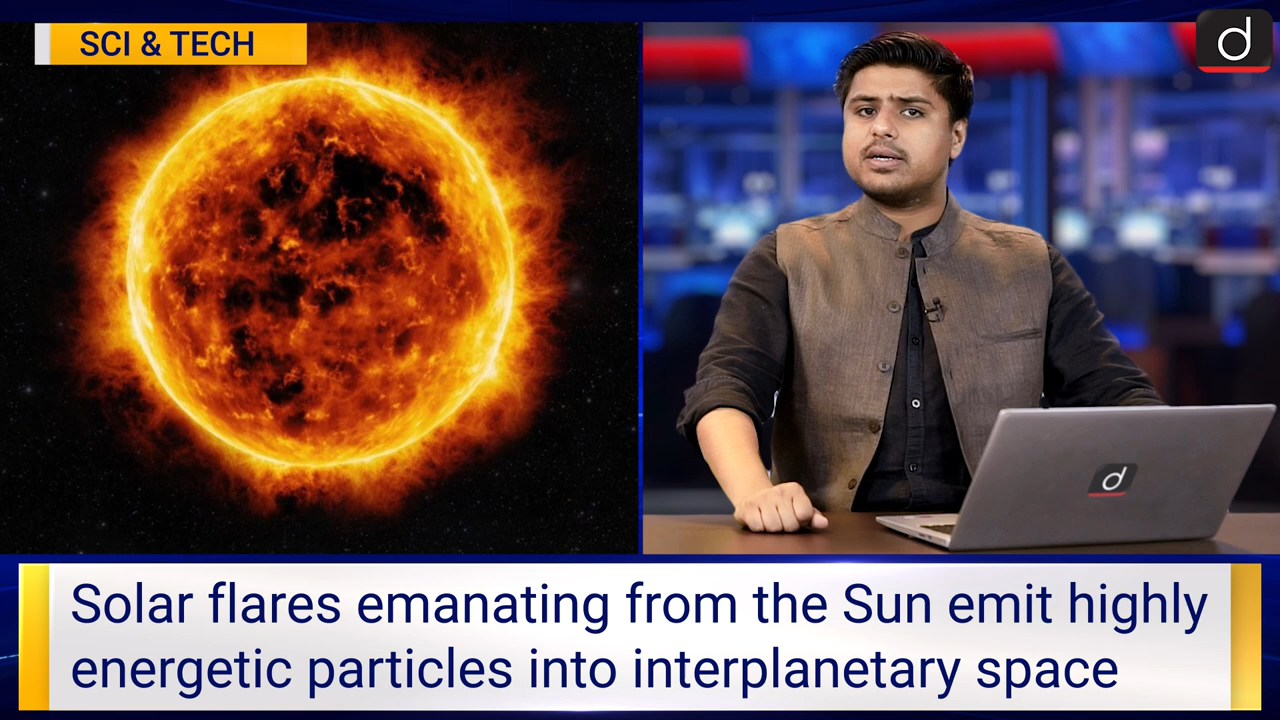 SCI & TECH
d
d
Solar flares emanating from the Sun emit highly
energetic particles into interplanetary space